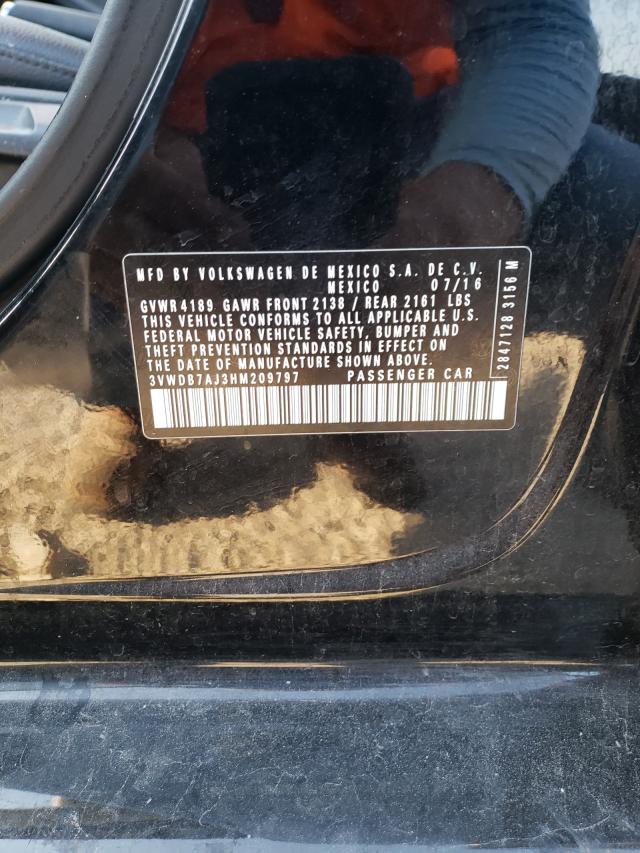 MFD BY VOLKSWAGEN DE MEXICO S.A. DE C.V.
MEXICO 07/16
GVWR 4189 GAWR FRONT 2138 / REAR 2161 LBS
THIS VEHICLE CONFORMS TO ALL APPLICABLE U.S.
FEDERAL MOTOR VEHICLE SAFETY, BUMPER AND
THEFT PREVENTION STANDARDS IN EFFECT ON
THE DATE OF MANUFACTURE SHOWN ABOVE.
3VWDB7AJ3HM209797 PASSENGER CAR
28471128 3156 M